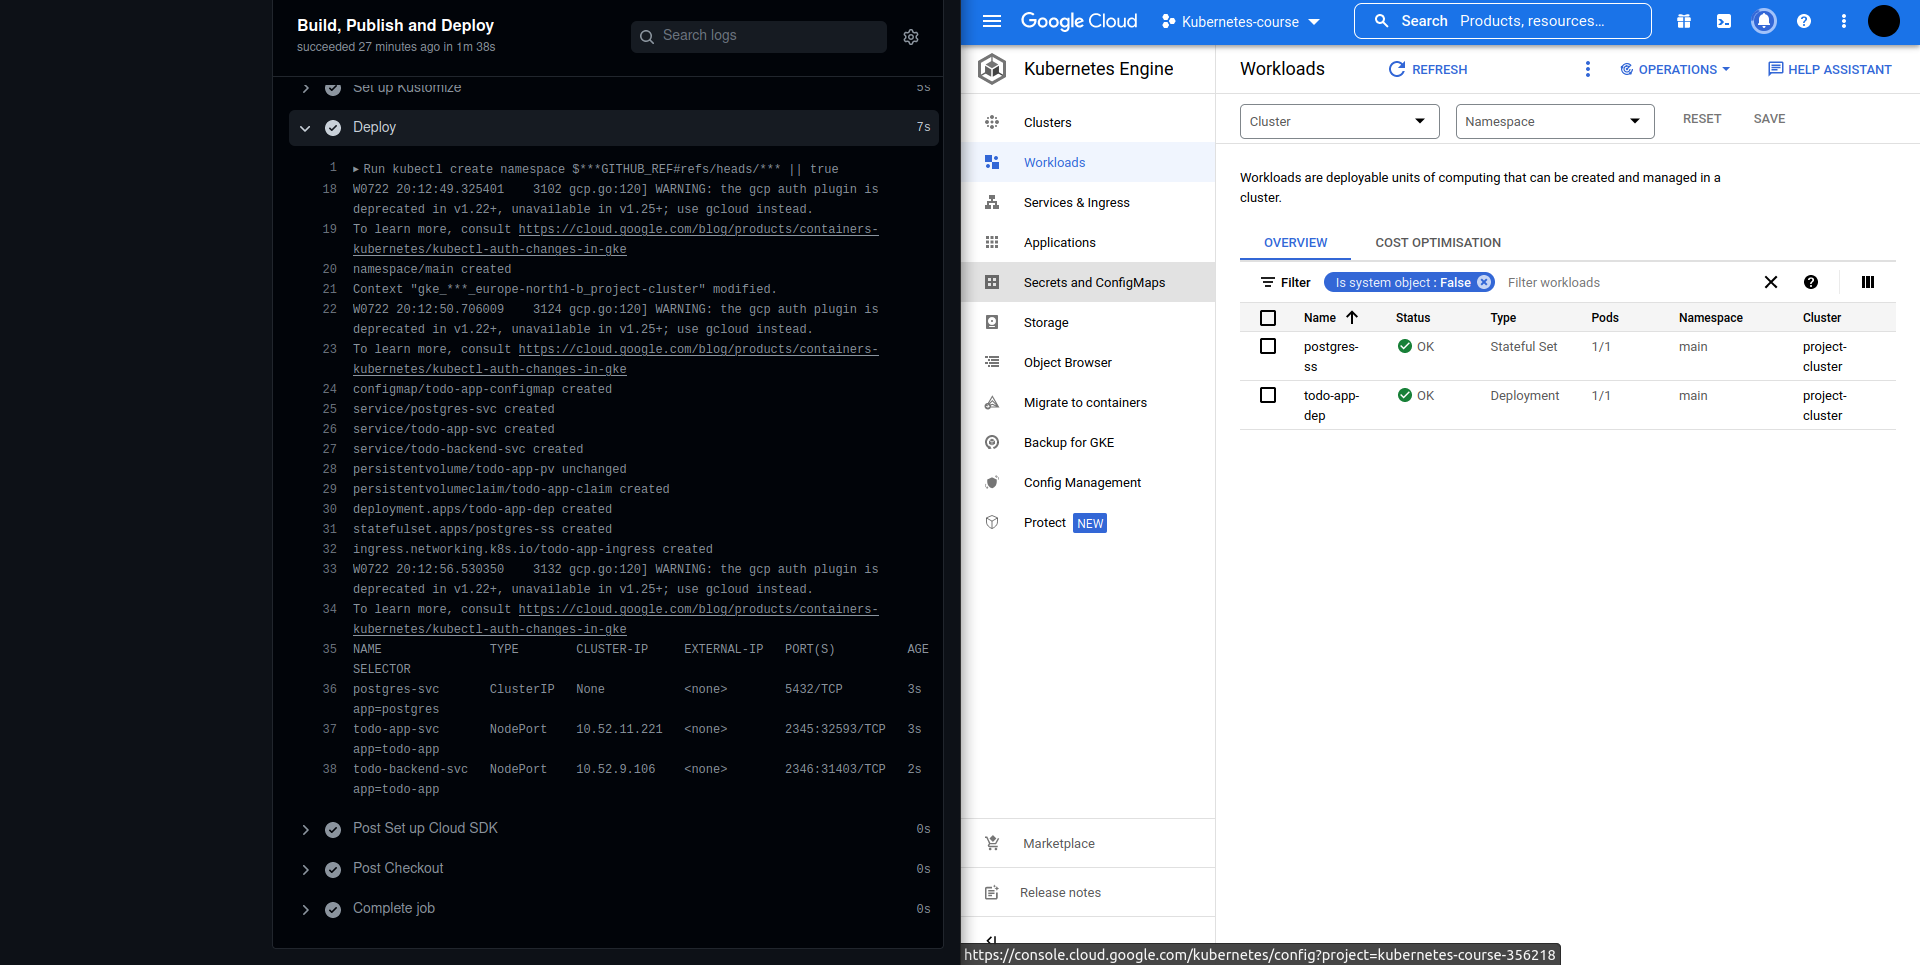 Build, Publish and Deploy
succeeded 27 minutes ago in 1m 38s
Search logs
Set up Kustomize 5s
Deploy 7s
1 Run kubectl create namespace $***GITHUB_REF#refs/heads/*** || true
18 W0722 20:12:49.325401    3102 gcp.go:120] WARNING: the gcp auth plugin is
deprecated in v1.22+, unavailable in v1.25+; use gcloud instead.
19 To learn more, consult https://cloud.google.com/blog/products/containers-
kubernetes/kubectl-auth-changes-in-gke
20 namespace/main created
21 Context "gke_***_europe-north1-b_project-cluster" modified.
22 W0722 20:12:50.706009    3124 gcp.go:120] WARNING: the gcp auth plugin is
deprecated in v1.22+, unavailable in v1.25+; use gcloud instead.
23 To learn more, consult https://cloud.google.com/blog/products/containers-
kubernetes/kubectl-auth-changes-in-gke
24 configmap/todo-app-configmap created
25 service/postgres-svc created
26 service/todo-app-svc created
27 service/todo-backend-svc created
28 persistentvolume/todo-app-pv unchanged
29 persistentvolumeclaim/todo-app-claim created
30 deployment.apps/todo-app-dep created
31 statefulset.apps/postgres-ss created
32 ingress.networking.k8s.io/todo-app-ingress created
33 W0722 20:12:56.530350    3132 gcp.go:120] WARNING: the gcp auth plugin is
deprecated in v1.22+, unavailable in v1.25+; use gcloud instead.
34 To learn more, consult https://cloud.google.com/blog/products/containers-
kubernetes/kubectl-auth-changes-in-gke
35 NAME TYPE CLUSTER-IP EXTERNAL-IP PORT(S) AGE
SELECTOR
36 postgres-svc ClusterIP None <none> 5432/TCP 3s
app=postgres
37 todo-app-svc NodePort 10.52.11.221 <none> 2345:32593/TCP 3s
app=todo-app
38 todo-backend-svc NodePort 10.52.9.106 <none> 2346:31403/TCP 2s
app=todo-app
Post Set up Cloud SDK 0s
Post Checkout 0s
Complete job 0s
Google Cloud Kubernetes-course Search Products, resources...
Kubernetes Engine
Clusters
Workloads
Services & Ingress
Applications
Secrets and ConfigMaps
Storage
Object Browser
Migrate to containers
Backup for GKE
Config Management
Protect NEW
Marketplace
Release notes
Workloads REFRESH OPERATIONS HELP ASSISTANT
Cluster Namespace RESET SAVE
Workloads are deployable units of computing that can be created and managed in a
cluster.
OVERVIEW COST OPTIMISATION
Filter Is system object : False Filter workloads
Name Status Type Pods Namespace Cluster
postgres- OK Stateful Set 1/1 main project-
ss cluster
todo-app- OK Deployment 1/1 main project-
dep cluster
https://console.cloud.google.com/kubernetes/config?project=kubernetes-course-356218